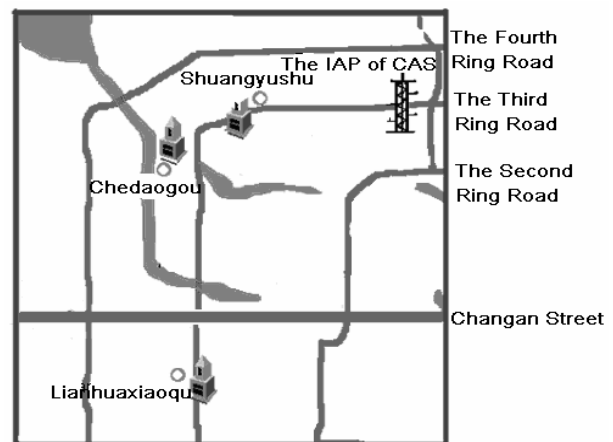 The Fourth
Ring Road
The IAP of CAS
Shuangyushu
The Third
Ring Road
Chedaogou
The Second
Ring Road
Changan Street
Lianhuaxiaoqu